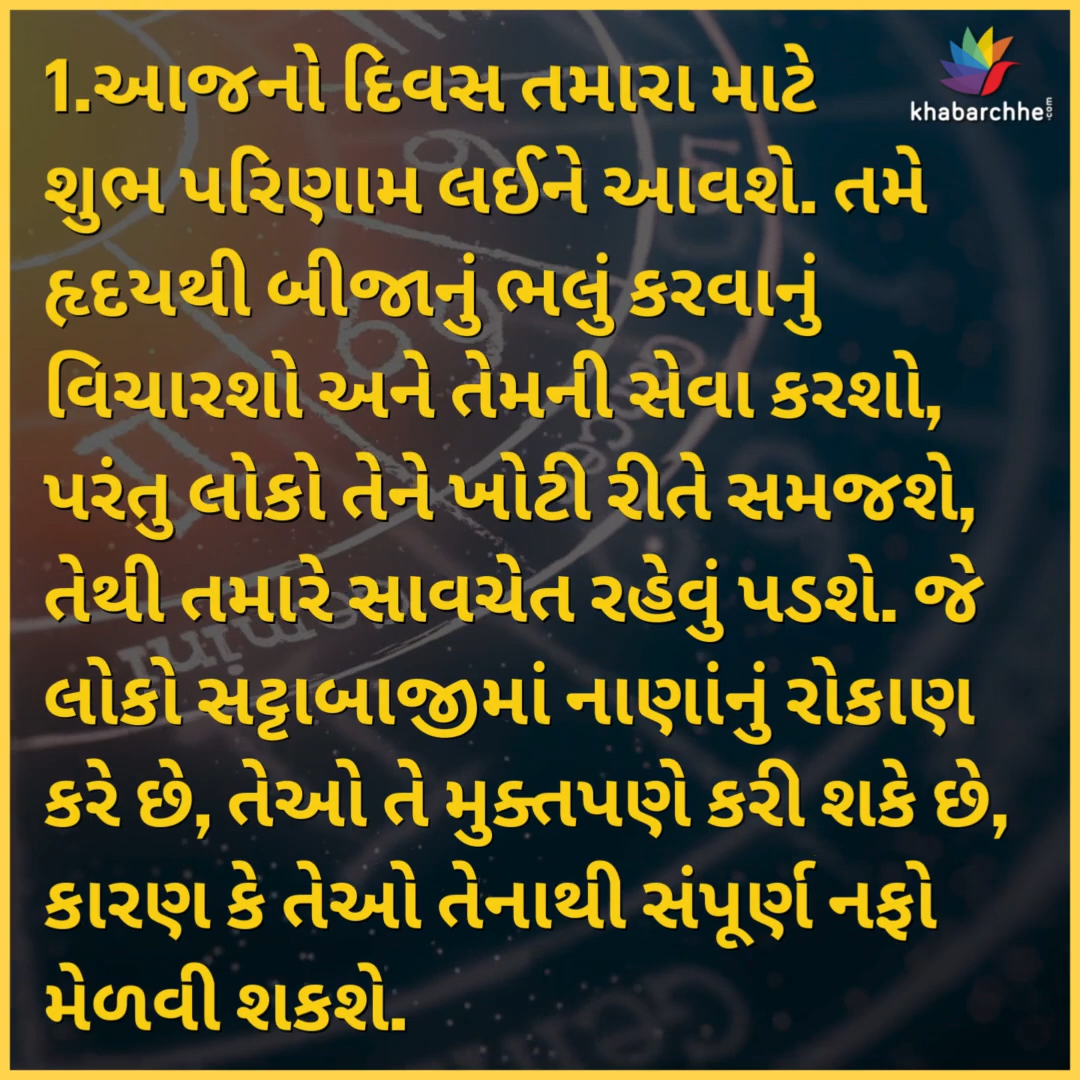 1.આજનો દિવસ તમારા માટે
શુભ પરિણામ લઈને આવશે. તમે
હૃદયથી બીજાનું ભલું કરવાનું
વિચારશો અને તેમની સેવા કરશો,
પરંતુ લોકો તેને ખોટી રીતે સમજશે,
તેથી તમારે સાવચેત રહેવું પડશે. જે
લોકો સટ્ટાબાજીમાં નાણાંનું રોકાણ
કરે છે, તેઓ તે મુક્તપણે કરી શકે છે,
કારણ કે તેઓ તેનાથી સંપૂર્ણ નફો
મેળવી શકશે.
khabarchhe.com